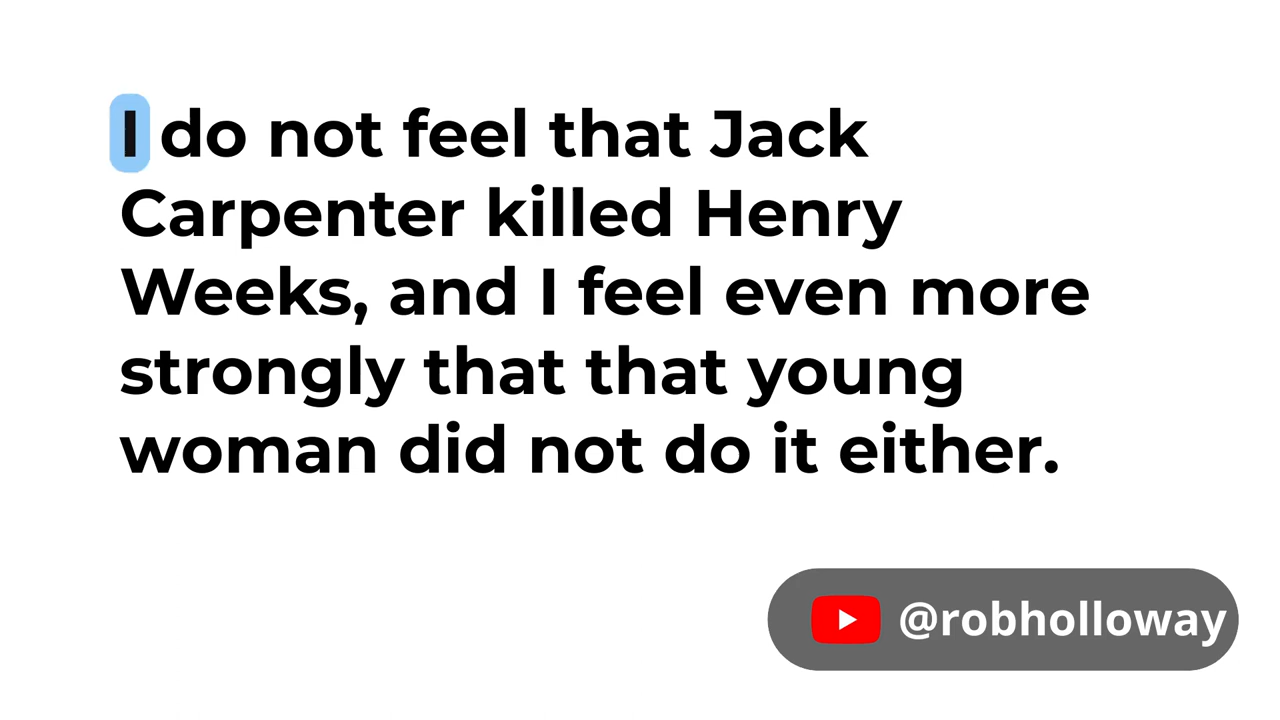 I do not feel that Jack
Carpenter killed Henry
Weeks, and I feel even more
strongly that that young
woman did not do it either.
@robholloway